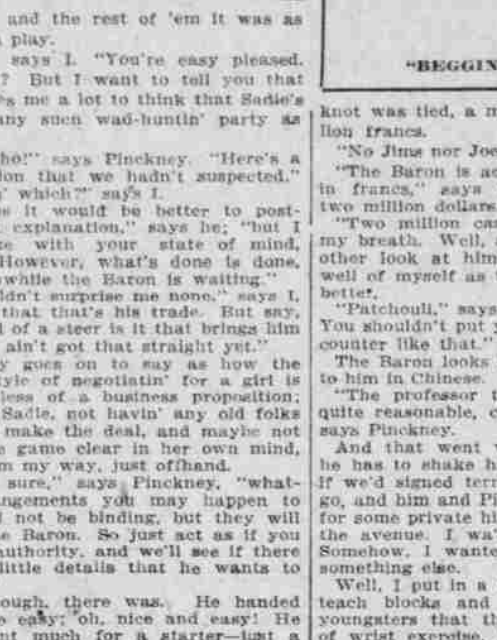 and the rest of 'em it was as
play.
says I. "You're easy pleased.
? But I want to tell you that
s me a lot to think that Sadie's
any such wad-huntin' party as
ho!" says Pinckney. "Here's a
ion that we hadn't suspected."
' which?" says I.
s it would be better to post-
explanation," says he; "but I
e with your state of mind,
However, what's done is done,
while the Baron is waiting."
ldn't surprise me none," says I,
that that's his trade. But say,
d of a steer is it that brings him
ain't got that straight yet."
y goes on to say as how the
tyle of negotiatin' for a girl is
less of a business proposition;
Sadie, not havin' any old folks
make the deal, and maybe not
e game clear in her own mind,
m my way, just offhand.
sure," says Pinckney, "what-
ngements you may happen to
l not be binding, but they will
e Baron. So just act as if you
authority, and we'll see if there
little details that he wants to
ough, there was. He handed
e easy; oh, nice and easy! He
nt much for a starter—just a
"BEGGIN
knot was tied, a m
lion francs.
"No Jims nor Joe
"The Baron is ac
in francs," says
two million dollars
"Two million cas
my breath. Well,
other look at him
well of myself as
better.
"Patchouli," says
You shouldn't put y
counter like that."
The Baron looks
to him in Chinese.
"The professor t
quite reasonable, c
says Pinckney.
And that went
he has to shake h
if we'd signed terr
go, and him and Pi
for some private hi
the avenue. I wa'
Somehow, I wante
something else.
Well, I put in a
teach blocks and
youngsters that th
of wrist exercise